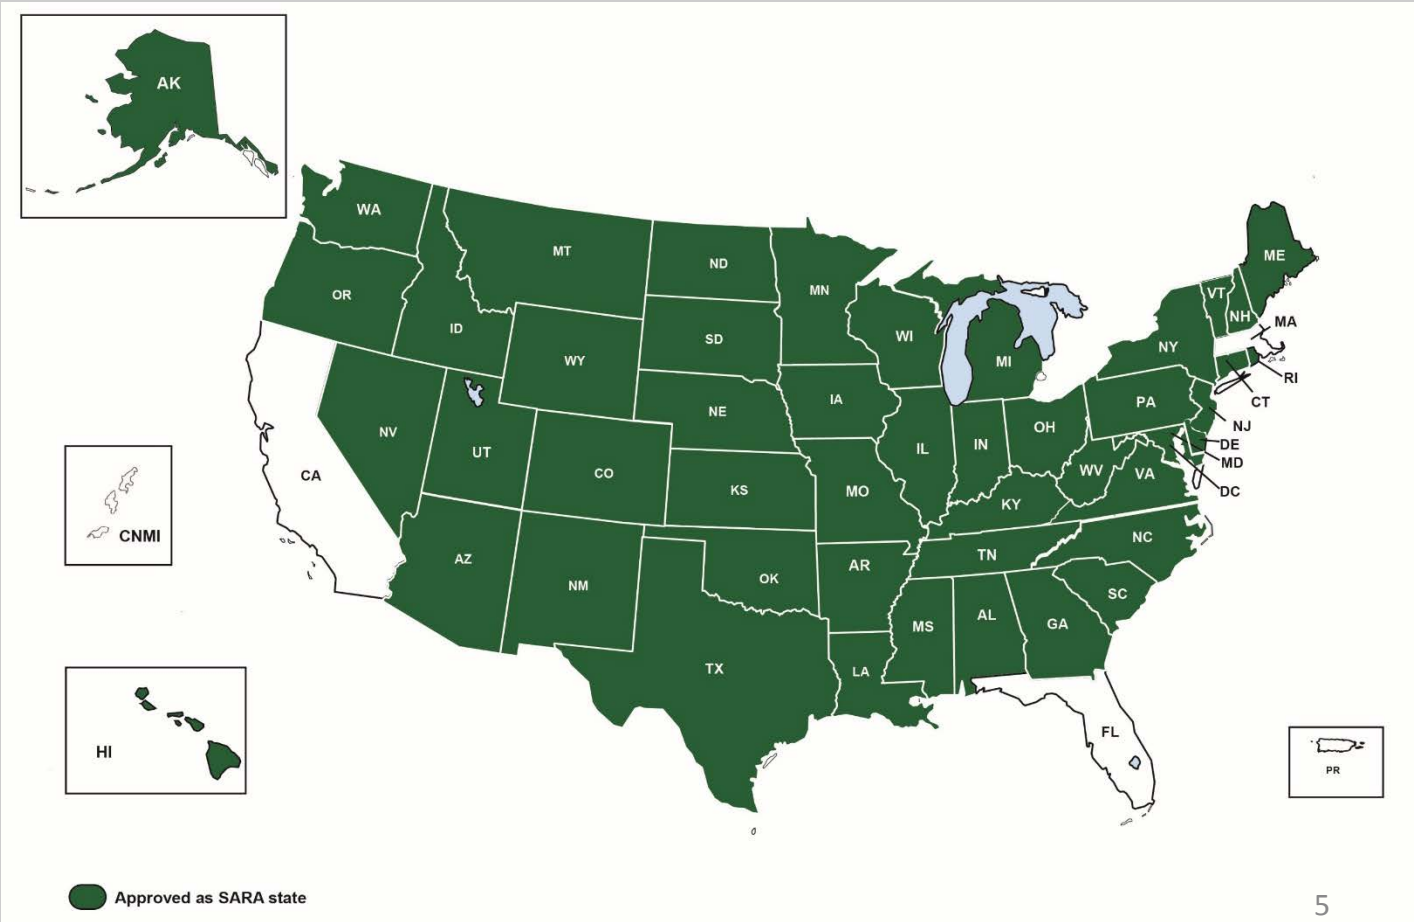 AK
WA
MT
ND
MN
ME
OR
ID
WY
SD
WI
MI
NY
VT
NH
MA
RI
CT
NJ
DE
MD
DC
PA
NV
UT
CO
NE
IA
IL
IN
OH
WV
VA
KS
MO
KY
CA
CNMI
AZ
NM
OK
AR
TN
NC
SC
MS
AL
GA
TX
LA
FL
HI
PR
Approved as SARA state
5